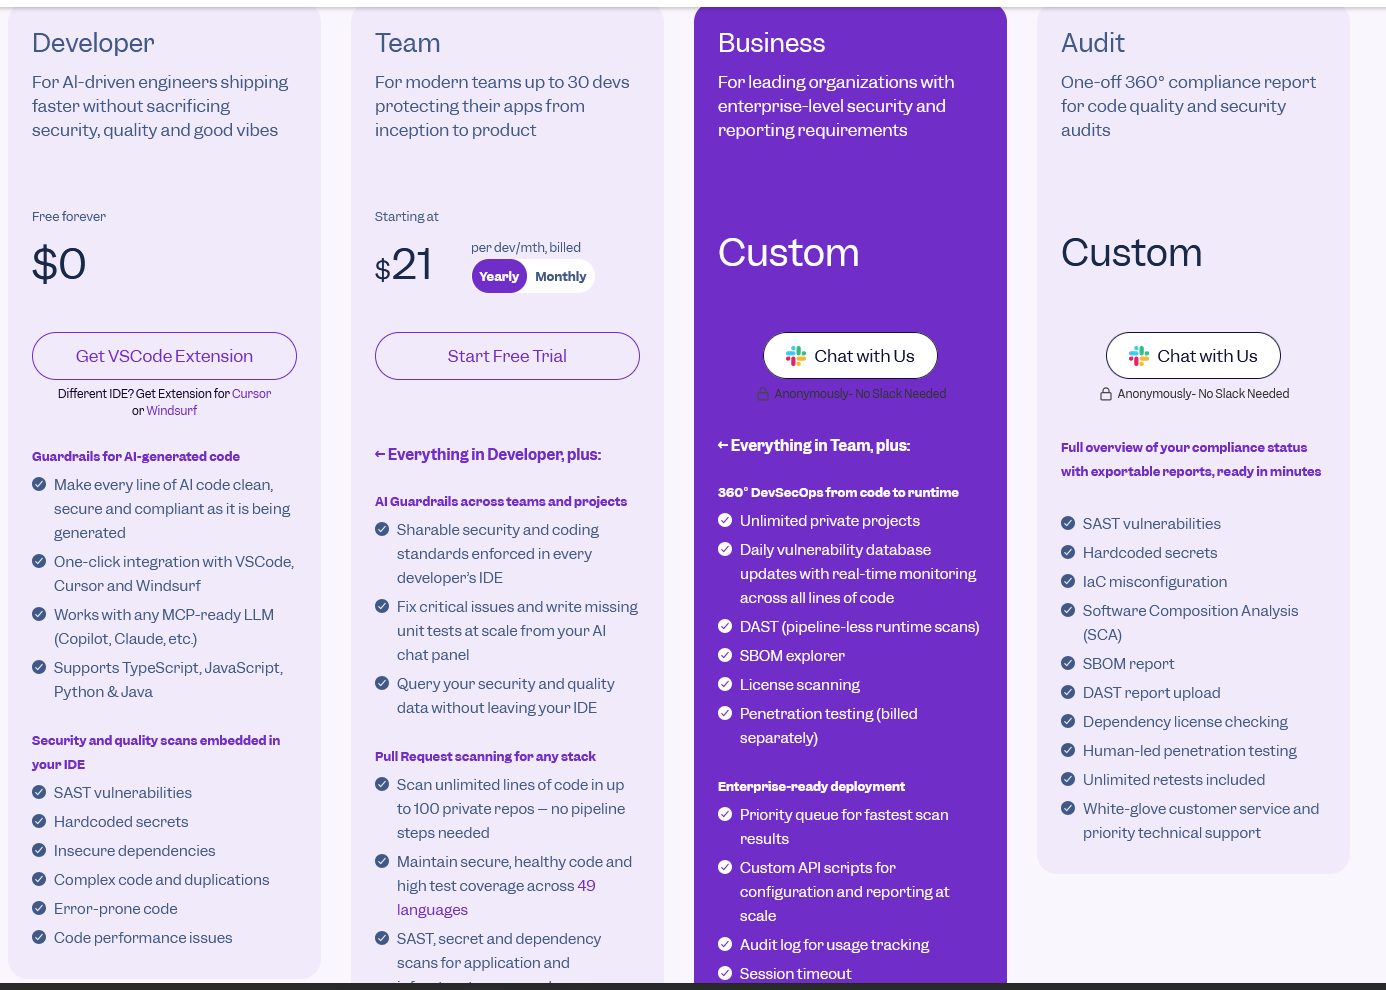 Developer
For AI-driven engineers shipping
faster without sacrificing
security, quality and good vibes
Free forever
$0
Get VSCode Extension
Different IDE? Get Extension for Cursor
or Windsurf
Guardrails for AI-generated code
Make every line of AI code clean,
secure and compliant as it is being
generated
One-click integration with VSCode,
Cursor and Windsurf
Works with any MCP-ready LLM
(Copilot, Claude, etc.)
Supports TypeScript, JavaScript,
Python & Java
Security and quality scans embedded in
your IDE
SAST vulnerabilities
Hardcoded secrets
Insecure dependencies
Complex code and duplications
Error-prone code
Code performance issues
Team
For modern teams up to 30 devs
protecting their apps from
inception to product
Starting at
$21
per dev/mth, billed
Yearly Monthly
Start Free Trial
← Everything in Developer, plus:
AI Guardrails across teams and projects
Sharable security and coding
standards enforced in every
developer's IDE
Fix critical issues and write missing
unit tests at scale from your AI
chat panel
Query your security and quality
data without leaving your IDE
Pull Request scanning for any stack
Scan unlimited lines of code in up
to 100 private repos – no pipeline
steps needed
Maintain secure, healthy code and
high test coverage across 49
languages
SAST, secret and dependency
scans for application and
Business
For leading organizations with
enterprise-level security and
reporting requirements
Custom
Chat with Us
Anonymously- No Slack Needed
← Everything in Team, plus:
360° DevSecOps from code to runtime
Unlimited private projects
Daily vulnerability database
updates with real-time monitoring
across all lines of code
DAST (pipeline-less runtime scans)
SBOM explorer
License scanning
Penetration testing (billed
separately)
Enterprise-ready deployment
Priority queue for fastest scan
results
Custom API scripts for
configuration and reporting at
scale
Audit log for usage tracking
Session timeout
Audit
One-off 360° compliance report
for code quality and security
audits
Custom
Chat with Us
Anonymously- No Slack Needed
Full overview of your compliance status
with exportable reports, ready in minutes
SAST vulnerabilities
Hardcoded secrets
IaC misconfiguration
Software Composition Analysis
(SCA)
SBOM report
DAST report upload
Dependency license checking
Human-led penetration testing
Unlimited retests included
White-glove customer service and
priority technical support